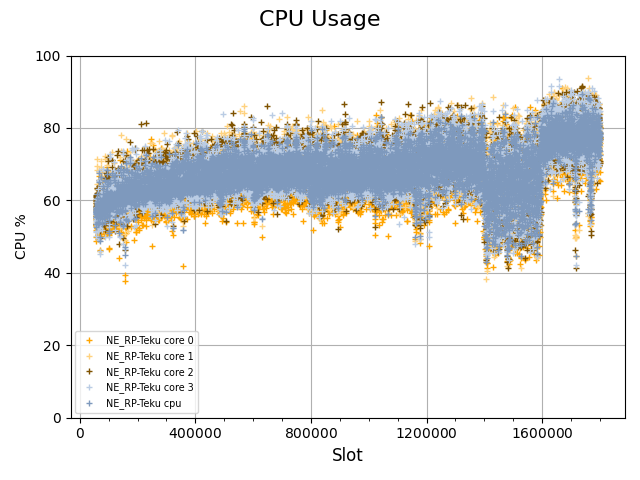 CPU Usage
100
80
60
40
20
0
CPU %
NE_RP-Teku core 0
NE_RP-Teku core 1
NE_RP-Teku core 2
NE_RP-Teku core 3
NE_RP-Teku cpu
0 400000 800000 1200000 1600000
Slot